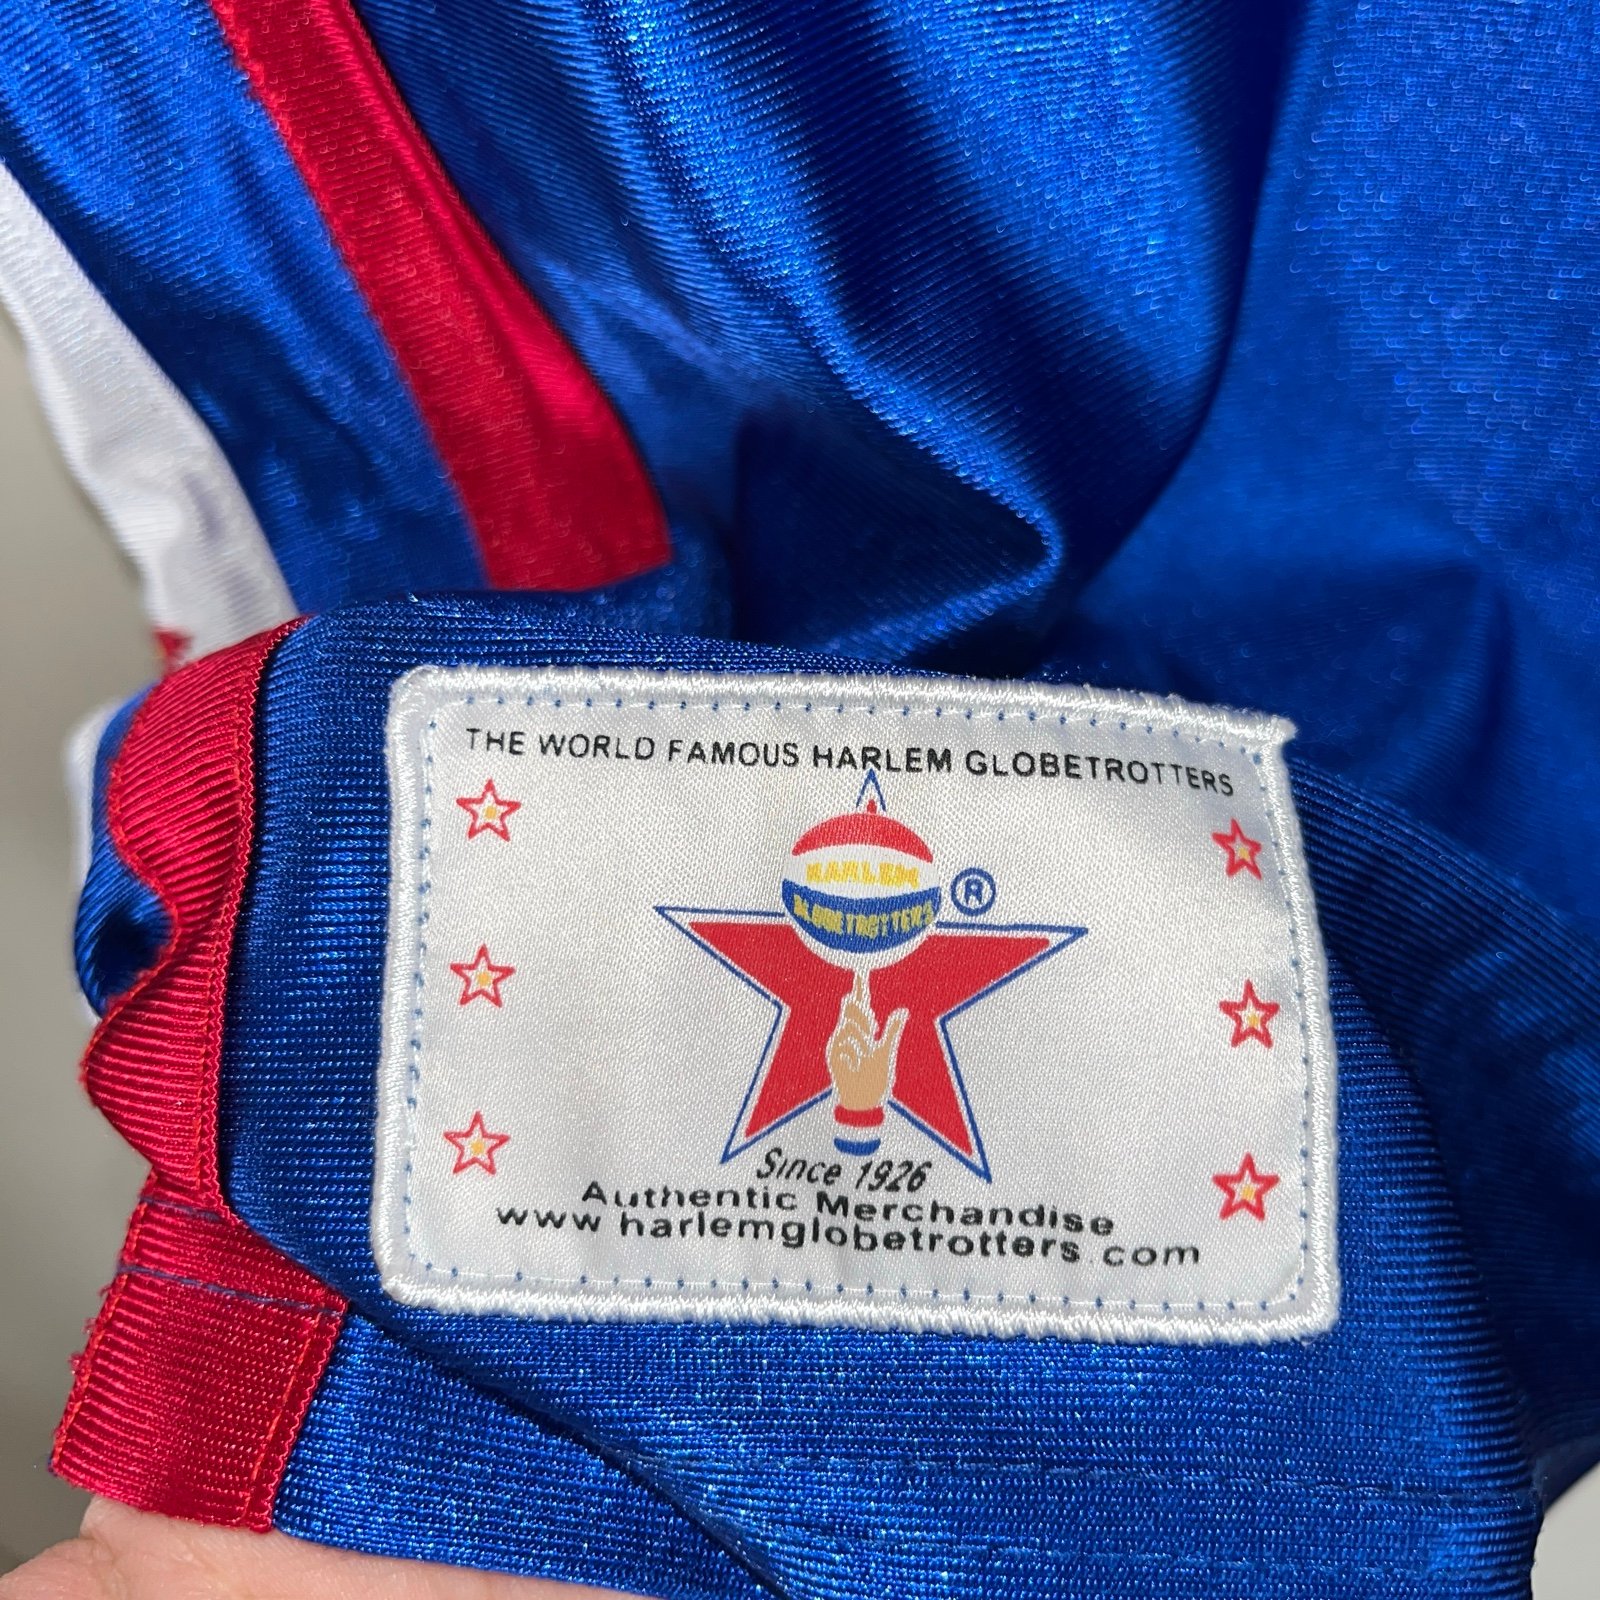 THE WORLD FAMOUS HARLEM GLOBETROTTERS
HARLEM
GLOBETROTTERS
®
Since 1926
Authentic Merchandise
www harlemglobetrotters.com